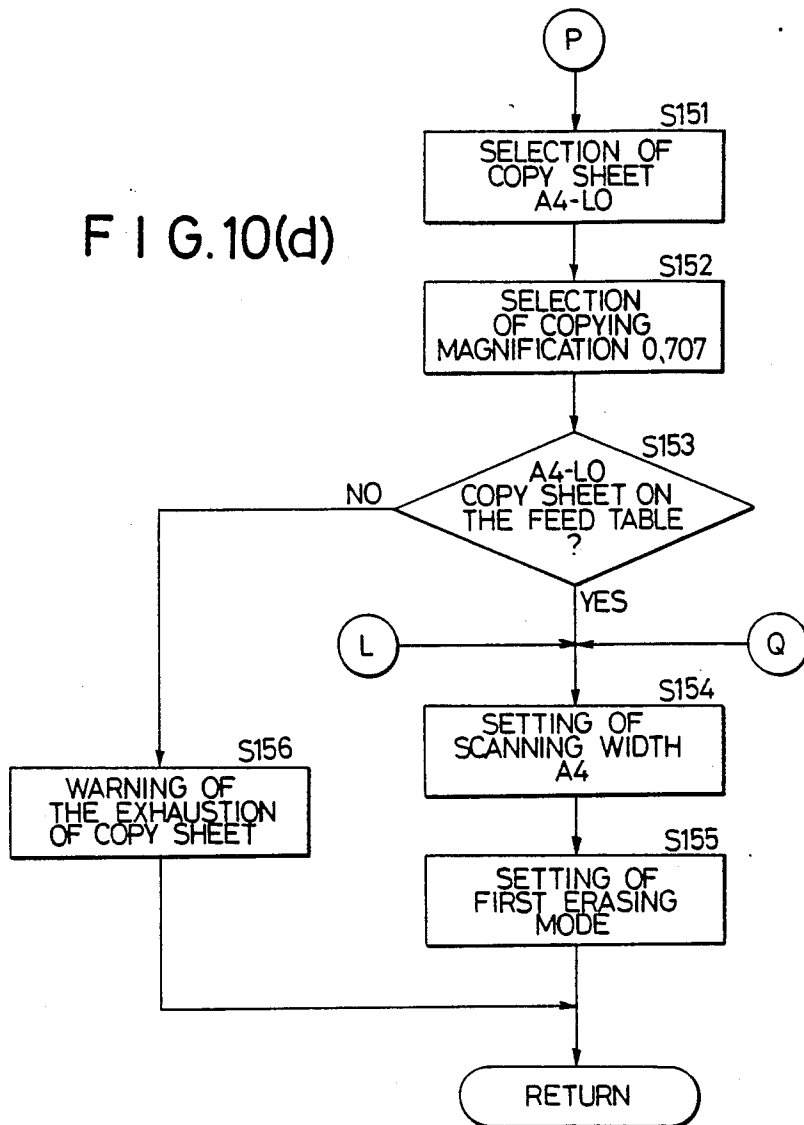 P
S151
SELECTION OF
COPY SHEET
A4-LO
F I G.10(d)
S152
SELECTION
OF COPYING
MAGNIFICATION 0,707
S153
A4-LO
COPY SHEET ON
THE FEED TABLE
?
NO
YES
L
Q
S154
SETTING OF
SCANNING WIDTH
A4
S156
WARNING OF
THE EXHAUSTION
OF COPY SHEET
S155
SETTING OF
FIRST ERASING
MODE
RETURN